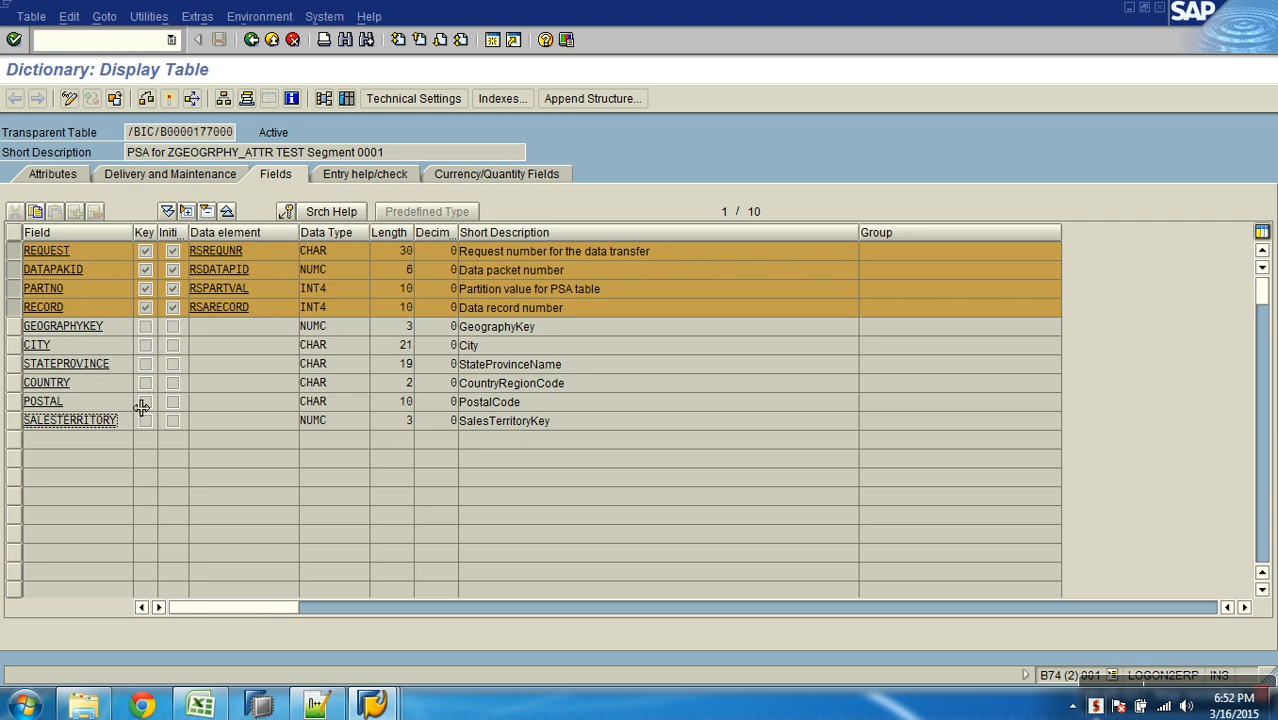 Table Edit Goto Utilities Extras Environment System Help
SAP
Dictionary: Display Table
Technical Settings Indexes... Append Structure...
Transparent Table /BIC/B0000177000 Active
Short Description PSA for ZGEOGRPHY_ATTR TEST Segment 0001
Attributes Delivery and Maintenance Fields Entry help/check Currency/Quantity Fields
Srch Help Predefined Type 1 / 10
Field Key Initi... Data element Data Type Length Decim... Short Description Group
REQUEST RSREQUNR CHAR 30 0 Request number for the data transfer
DATAPAKID RSDATAPID NUMC 6 0 Data packet number
PARTNO RSPARTVAL INT4 10 0 Partition value for PSA table
RECORD RSARECORD INT4 10 0 Data record number
GEOGRAPHYKEY NUMC 3 0 GeographyKey
CITY CHAR 21 0 City
STATEPROVINCE CHAR 19 0 StateProvinceName
COUNTRY CHAR 2 0 CountryRegionCode
POSTAL CHAR 10 0 PostalCode
SALESTERRITORY NUMC 3 0 SalesTerritoryKey
B74 (2) 001 LOGON2ERP INS
6:52 PM
3/16/2015